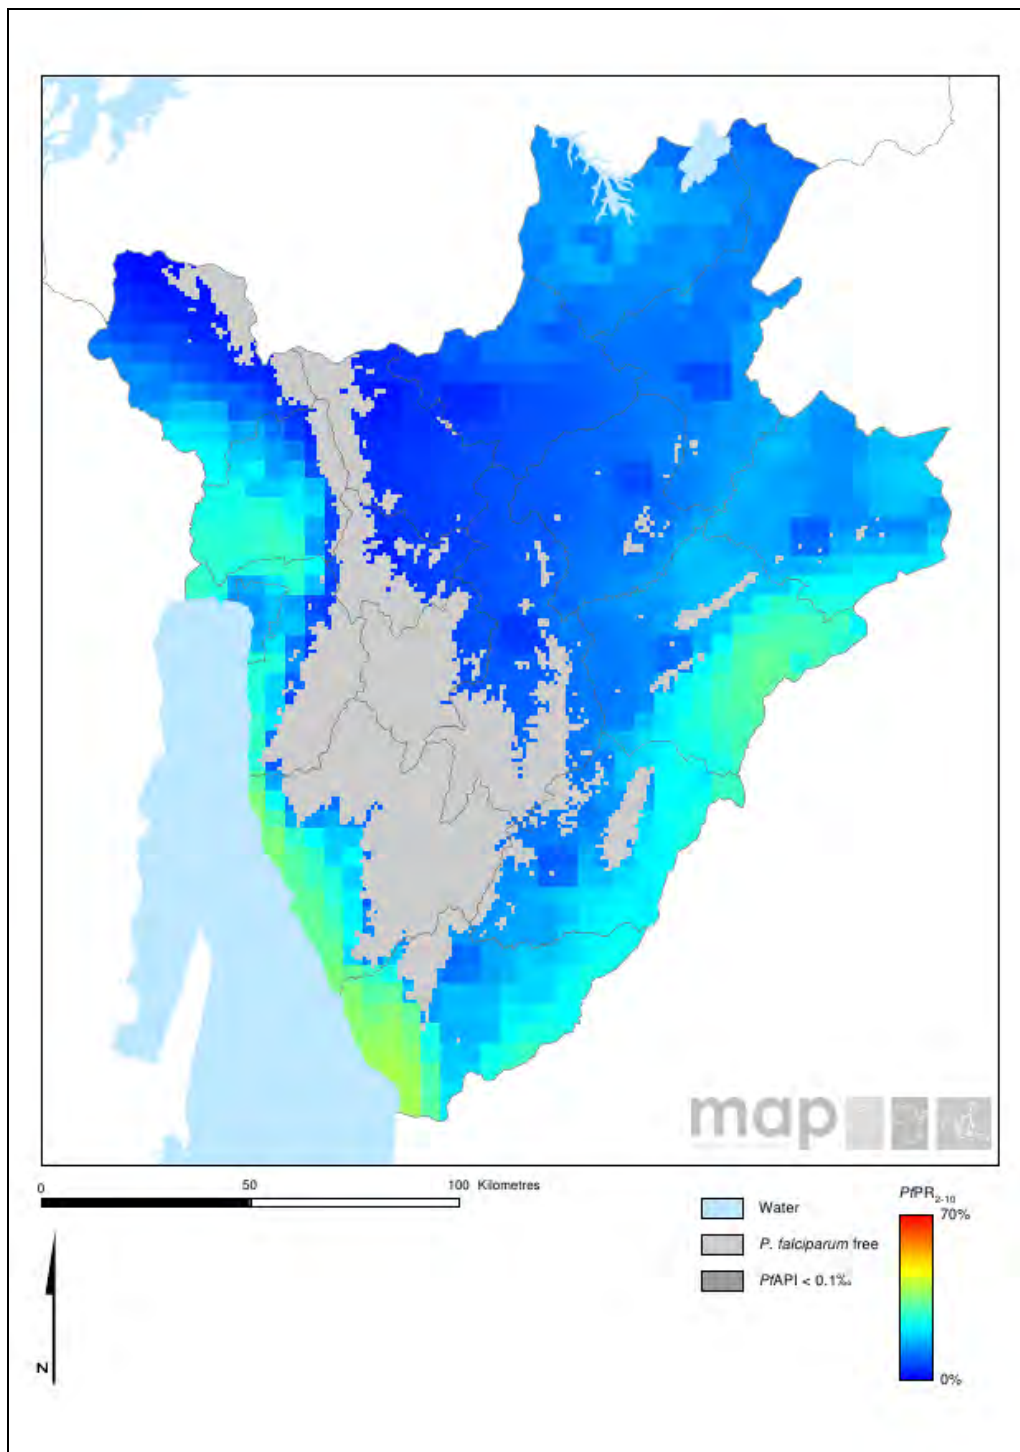 map
0 50 100 Kilometres
Water
P. falciparum free
PfAPI < 0.1‰
PfPR2-10
70%
0%
N